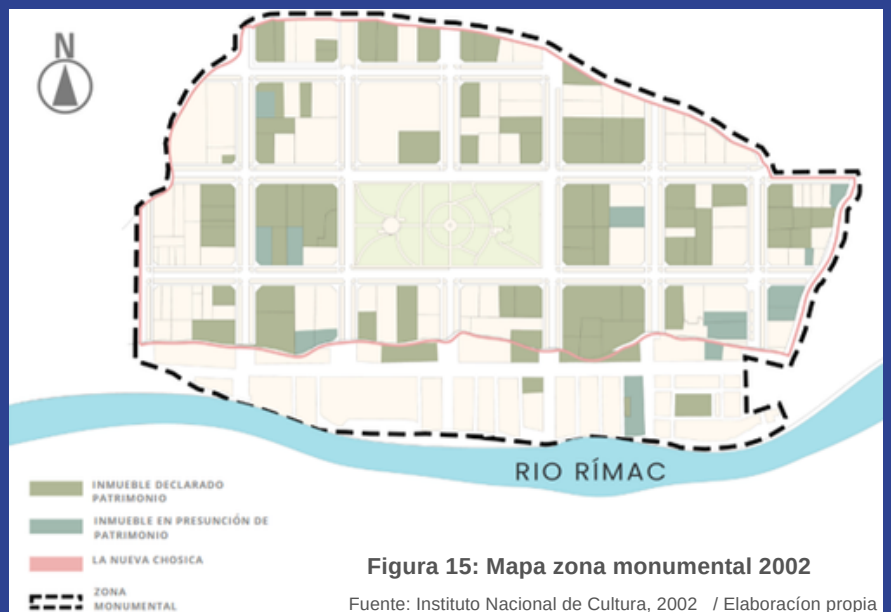 N
RIO RÍMAC
INMUEBLE DECLARADO
PATRIMONIO
INMUEBLE EN PRESUNCIÓN DE
PATRIMONIO
LA NUEVA CHOSICA
ZONA
MONUMENTAL
Figura 15: Mapa zona monumental 2002
Fuente: Instituto Nacional de Cultura, 2002 / Elaboracíon propia